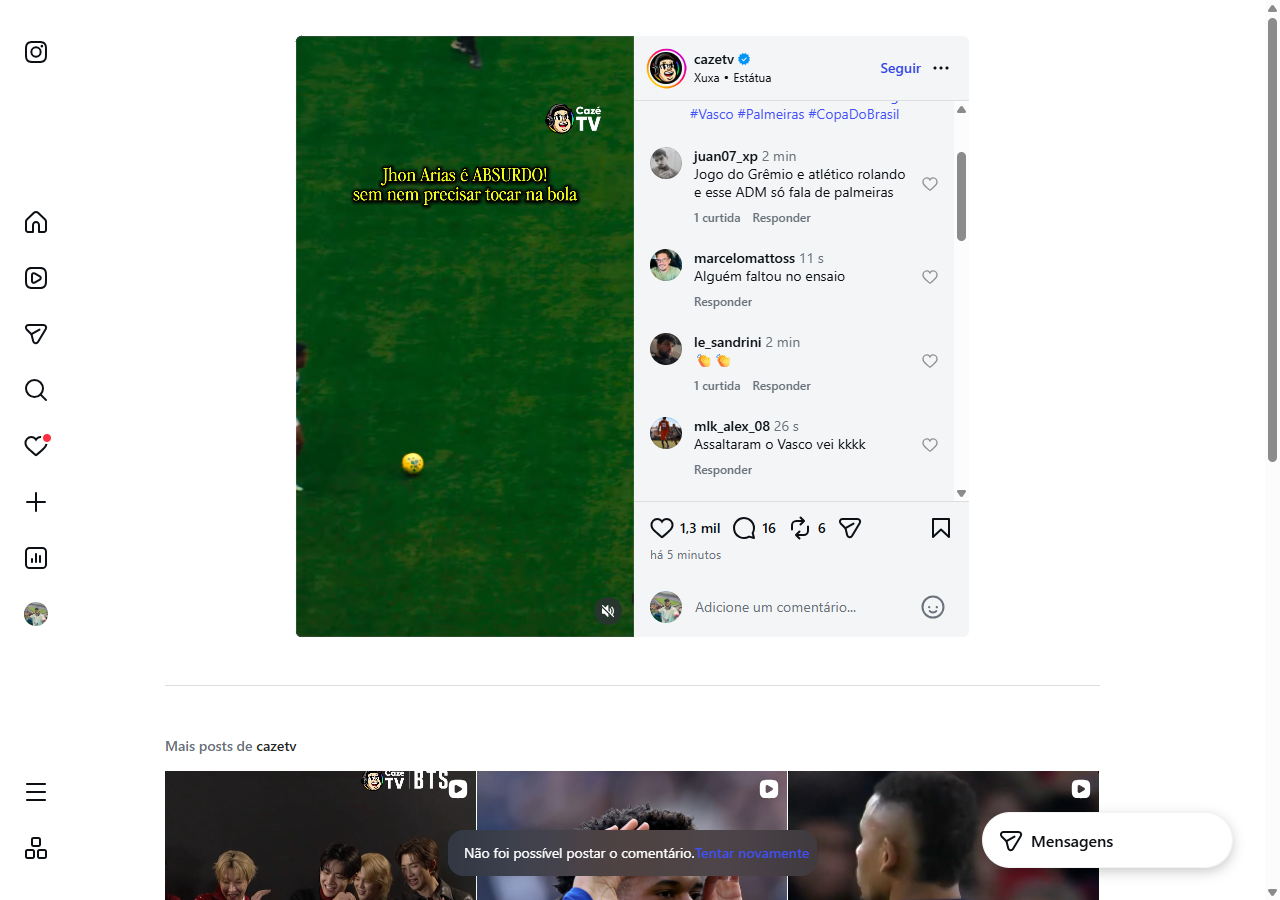 Cazé
TV
Jhon Arias é ABSURDO!
sem nem precisar tocar na bola
cazetv
Seguir
Xuxa • Estátua
#Vasco #Palmeiras #CopaDoBrasil
juan07_xp 2 min
Jogo do Grêmio e atlético rolando
e esse ADM só fala de palmeiras
1 curtida Responder
marcelomattoss 11 s
Alguém faltou no ensaio
Responder
le_sandrini 2 min
👏👏
1 curtida Responder
mlk_alex_08 26 s
Assaltaram o Vasco vei kkkk
Responder
1,3 mil 16 6
há 5 minutos
Adicione um comentário...
Mais posts de cazetv
Cazé
TV BTS
Não foi possível postar o comentário. Tentar novamente
Mensagens